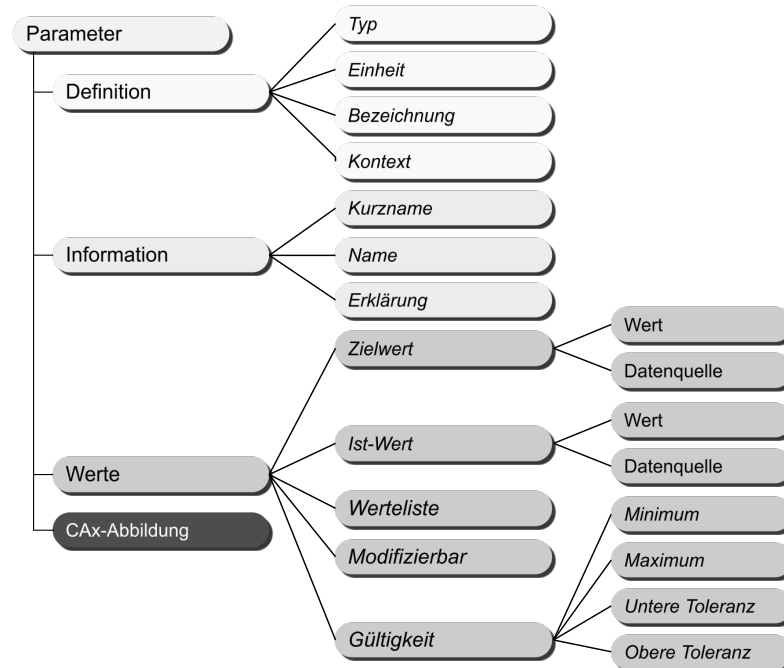 Parameter
Definition
Typ
Einheit
Bezeichnung
Kontext
Information
Kurzname
Name
Erklärung
Werte
Zielwert
Wert
Datenquelle
Ist-Wert
Wert
Datenquelle
Werteliste
Modifizierbar
Gültigkeit
Minimum
Maximum
Untere Toleranz
Obere Toleranz
CAx-Abbildung